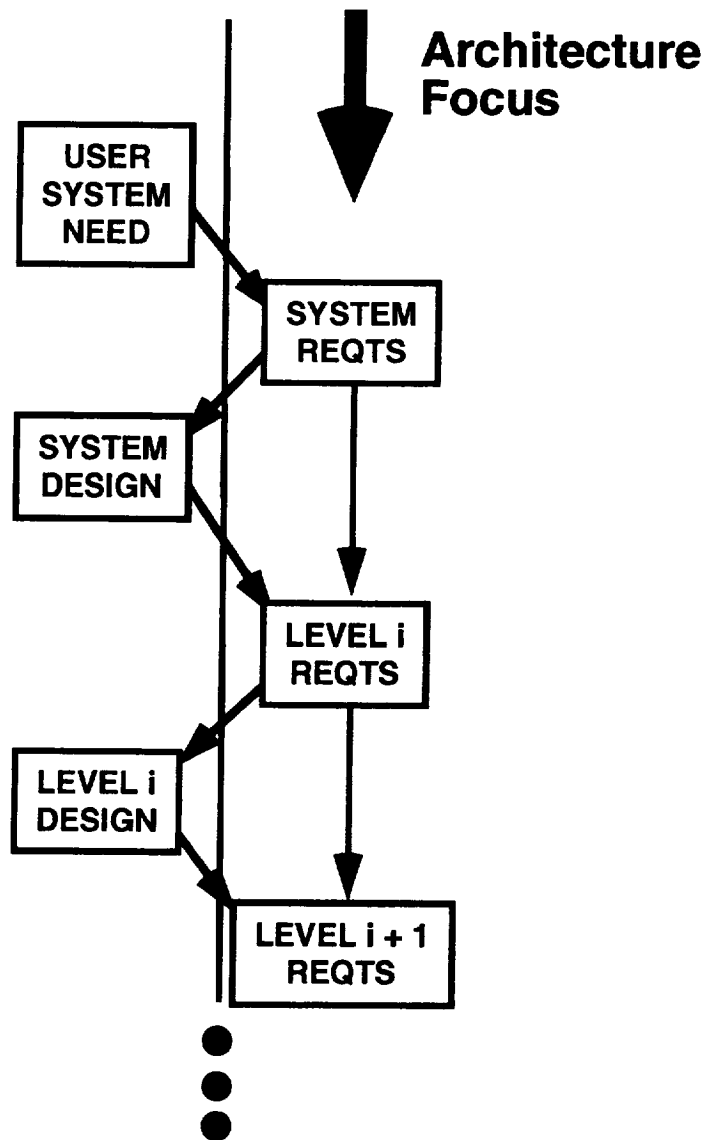 Architecture
Focus
USER
SYSTEM
NEED
SYSTEM
REQTS
SYSTEM
DESIGN
LEVEL i
REQTS
LEVEL i
DESIGN
LEVEL i + 1
REQTS